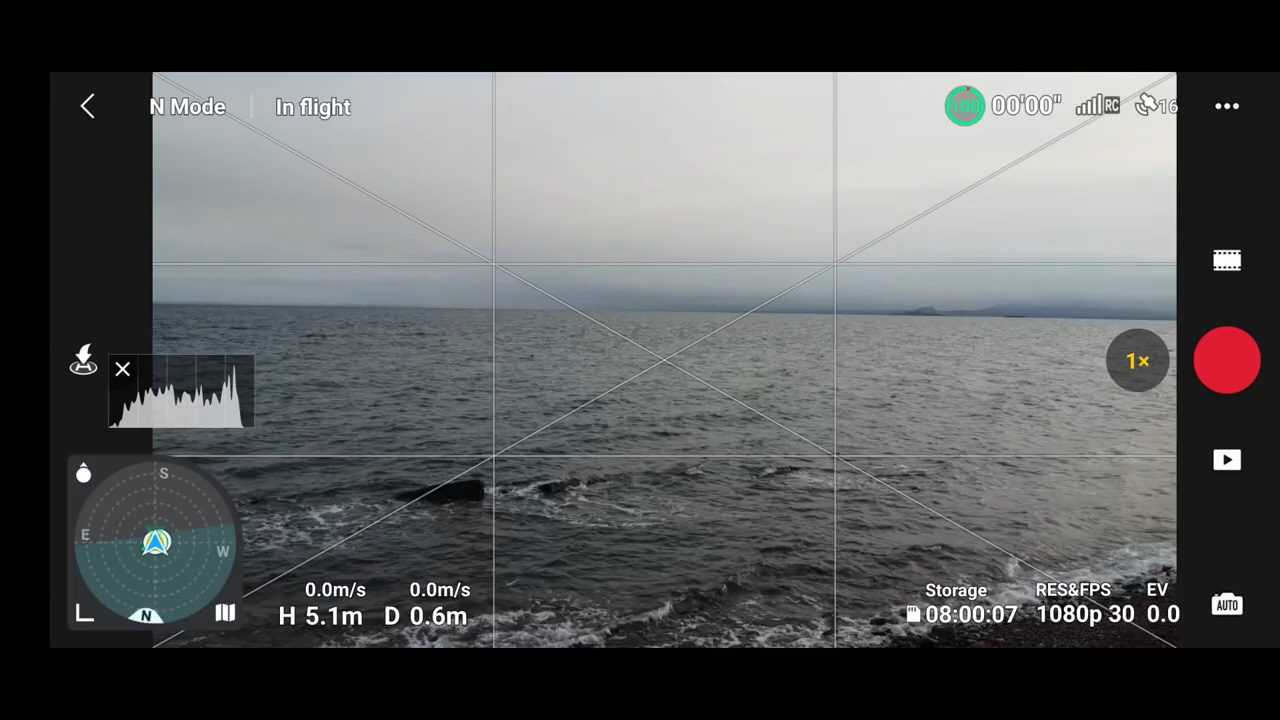 N Mode In flight 100 00'00" RC 16
1×
S
E
W
N
0.0m/s 0.0m/s
H 5.1m D 0.6m
Storage RES&FPS EV
08:00:07 1080p 30 0.0
AUTO